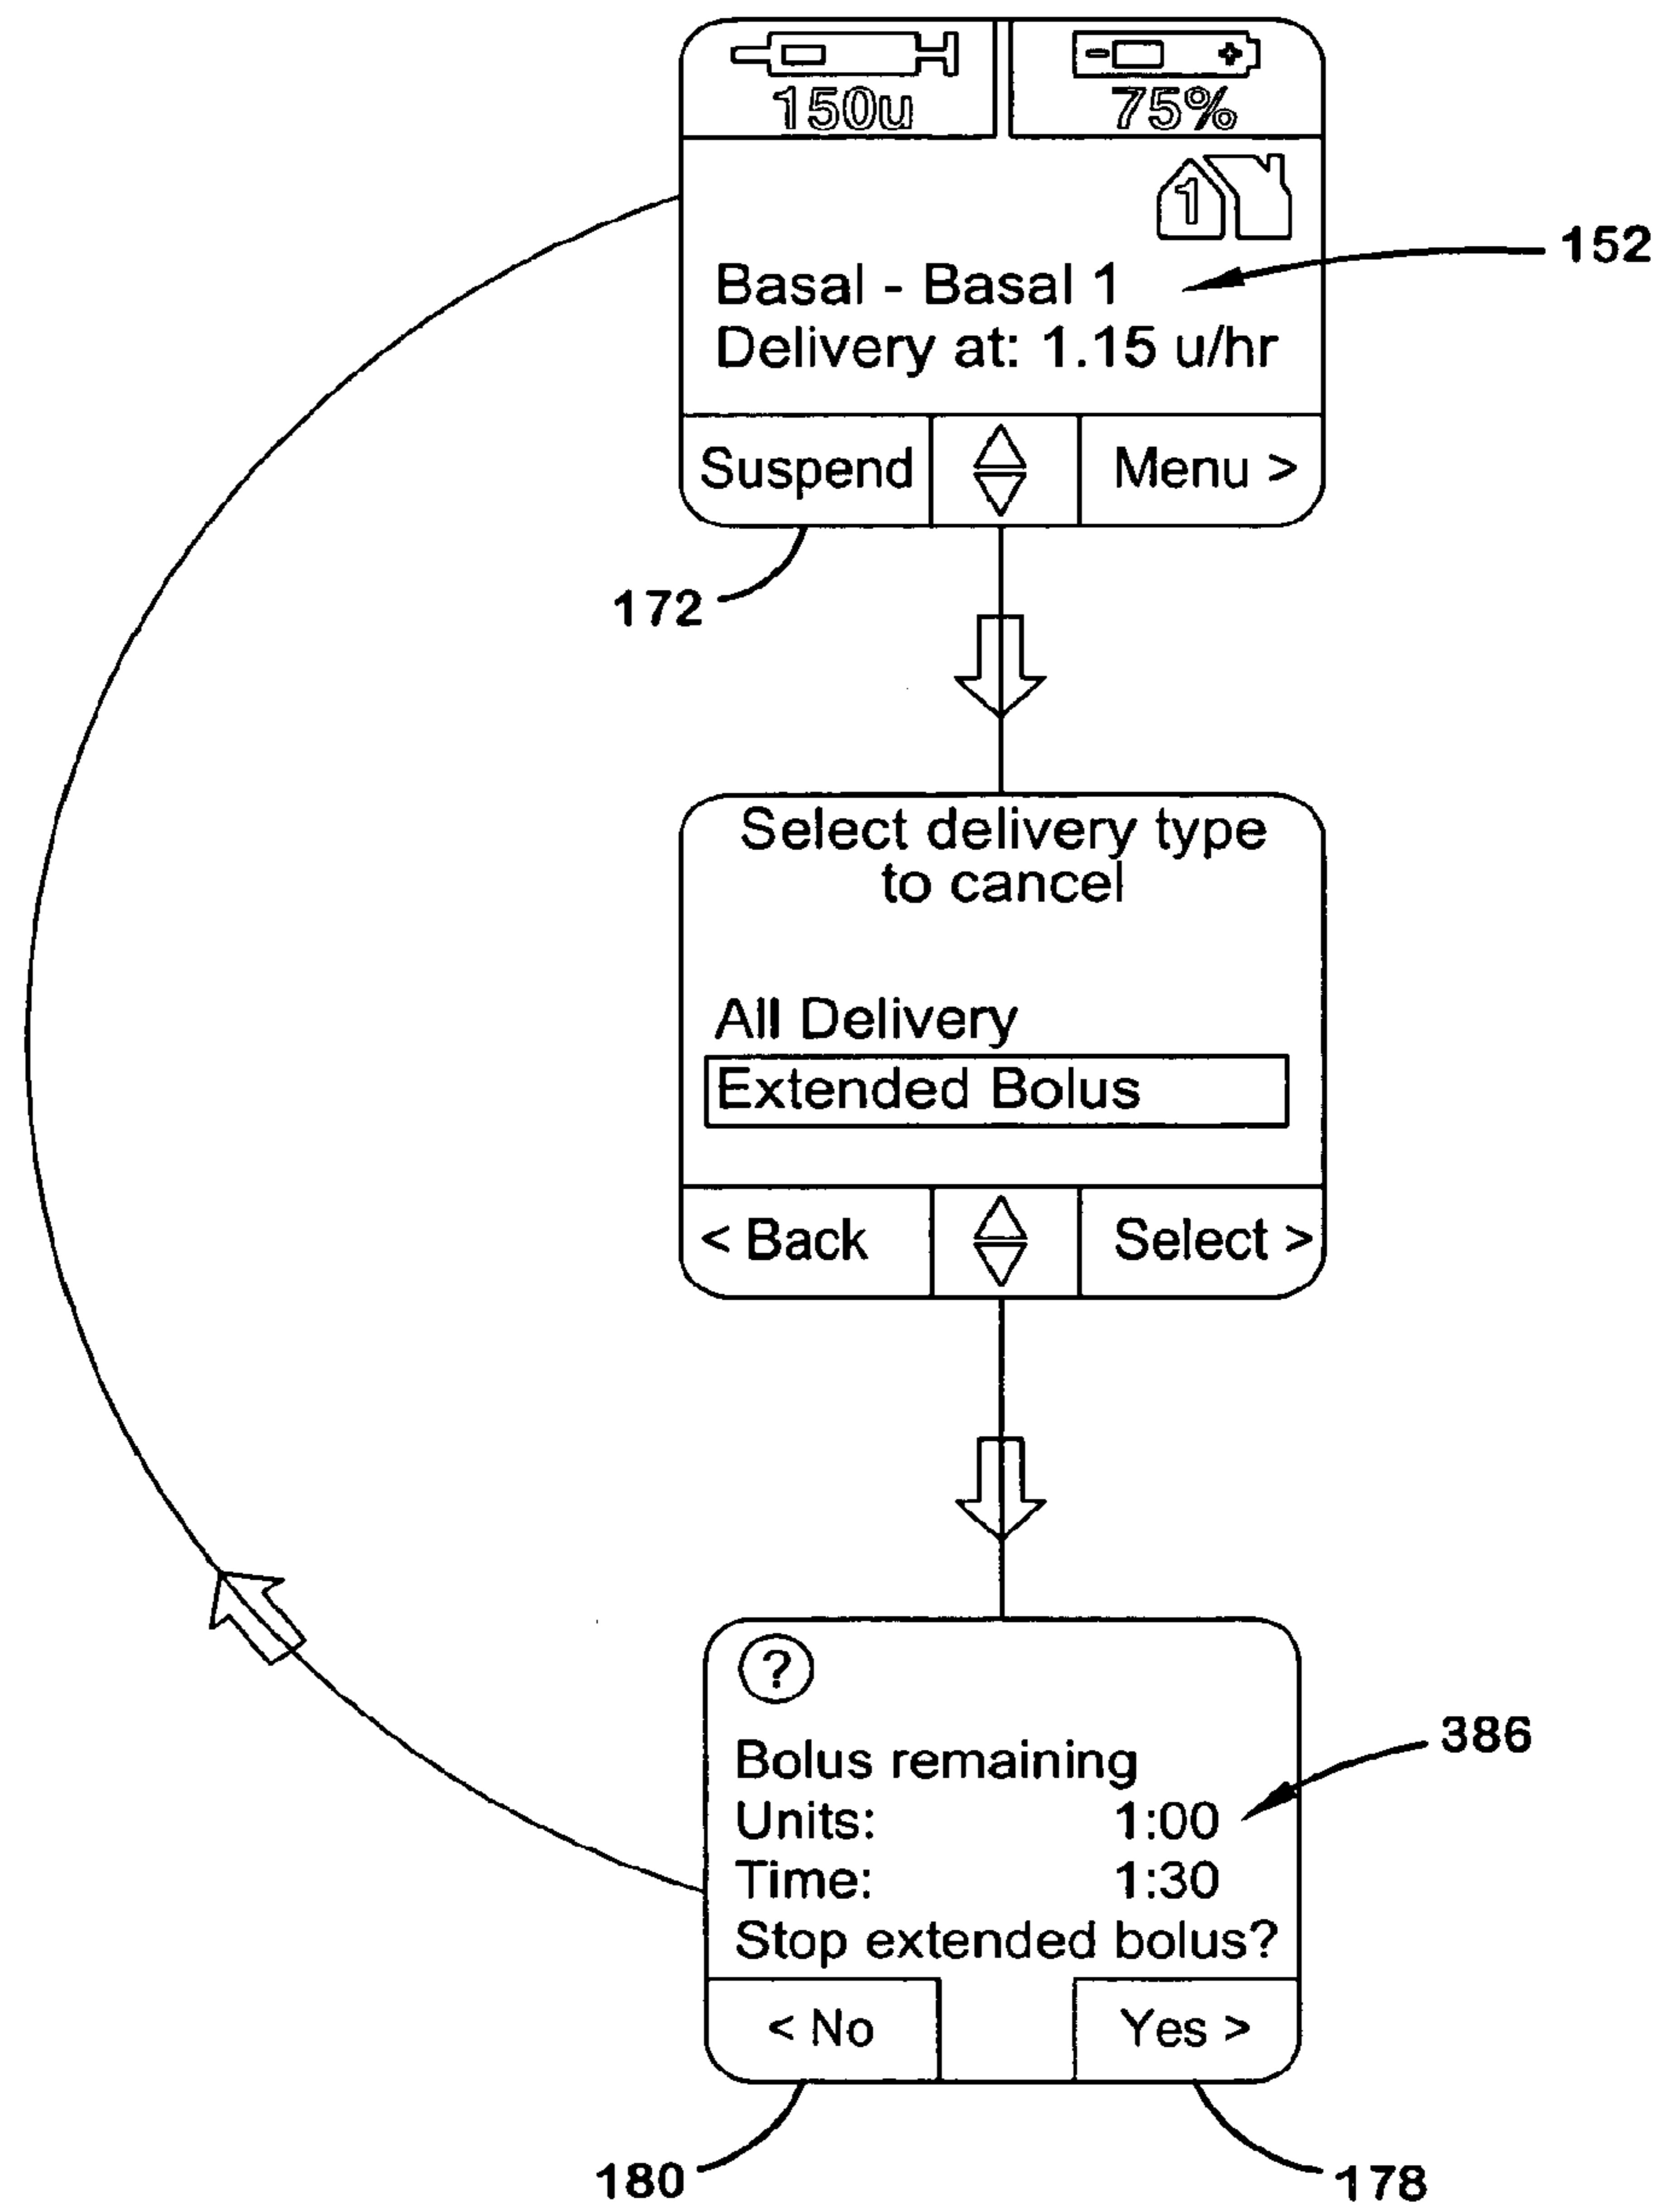 150u
75%
1
152
Basal - Basal 1
Delivery at: 1.15 u/hr
Suspend
Menu >
172
Select delivery type
to cancel
All Delivery
Extended Bolus
< Back
Select >
?
386
Bolus remaining
Units: 1:00
Time: 1:30
Stop extended bolus?
< No
Yes >
180
178